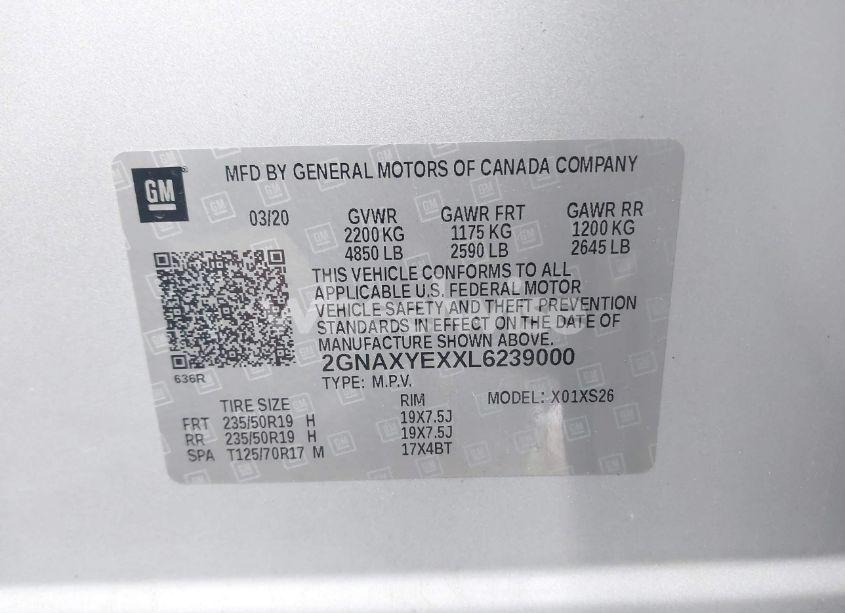 GM
MFD BY GENERAL MOTORS OF CANADA COMPANY
03/20 GVWR GAWR FRT GAWR RR
2200 KG 1175 KG 1200 KG
4850 LB 2590 LB 2645 LB
THIS VEHICLE CONFORMS TO ALL
APPLICABLE U.S. FEDERAL MOTOR
VEHICLE SAFETY AND THEFT PREVENTION
STANDARDS IN EFFECT ON THE DATE OF
MANUFACTURE SHOWN ABOVE.
2GNAXYEXXL6239000
636R
TYPE: M.P.V.
TIRE SIZE RIM MODEL: X01XS26
FRT 235/50R19 H 19X7.5J
RR 235/50R19 H 19X7.5J
SPA T125/70R17 M 17X4BT